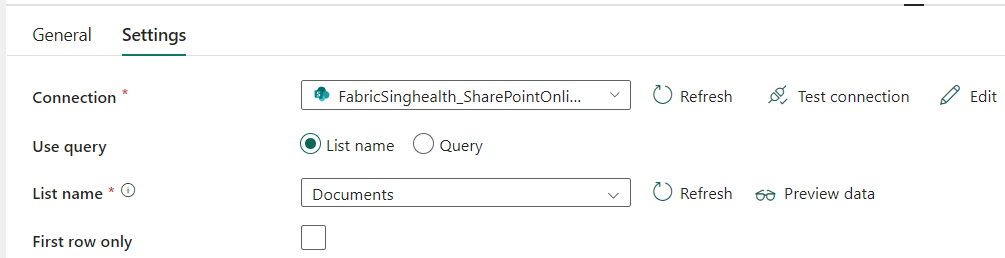 General Settings
Connection * FabricSinghealth_SharePointOnli... Refresh Test connection Edit
Use query List name Query
List name * Documents Refresh Preview data
First row only